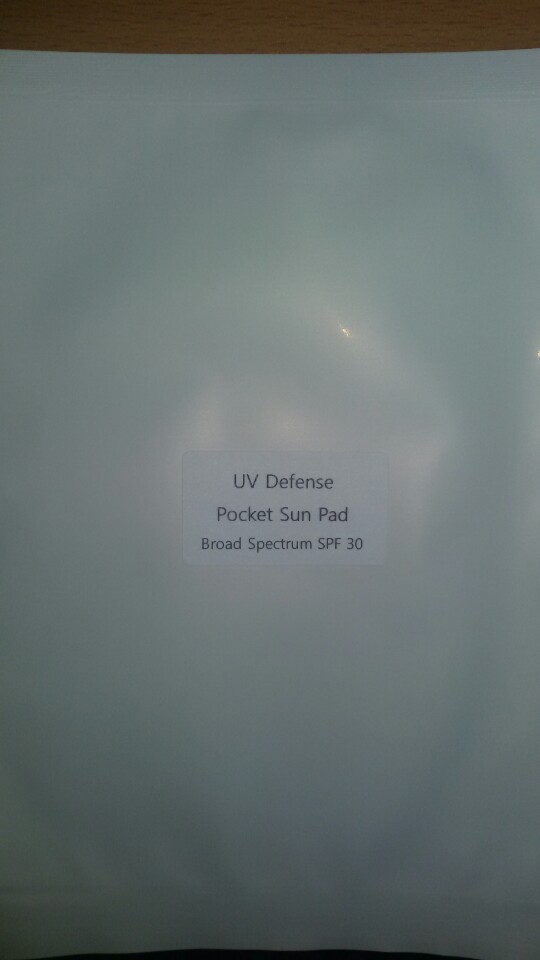 UV Defense
Pocket Sun Pad
Broad Spectrum SPF 30